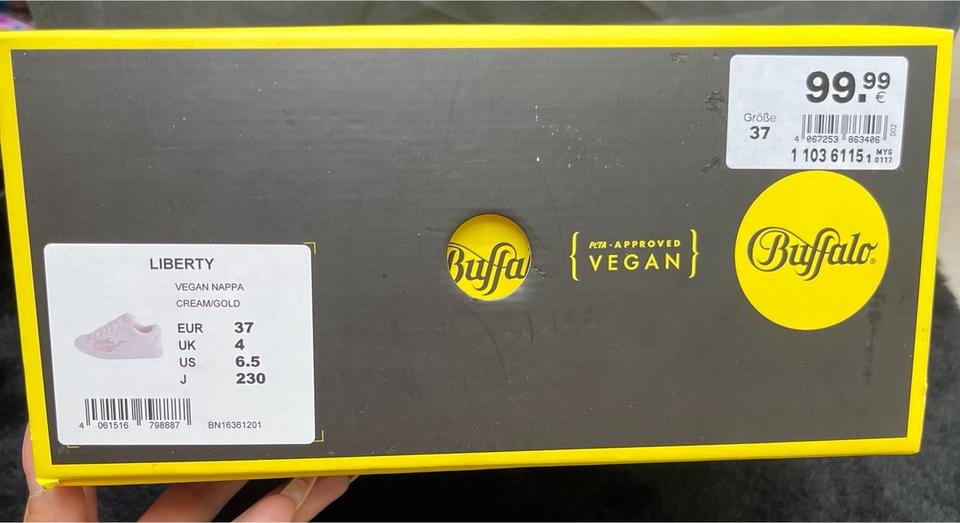 99.99
€
Größe
37
4 067253 863406
002
1 103 6115 1 MYS 0117
LIBERTY
VEGAN NAPPA
CREAM/GOLD
EUR 37
UK 4
US 6.5
J 230
4 061516 798887
BN16361201
Buffa
{ PETA - APPROVED
VEGAN }
Buffalo®